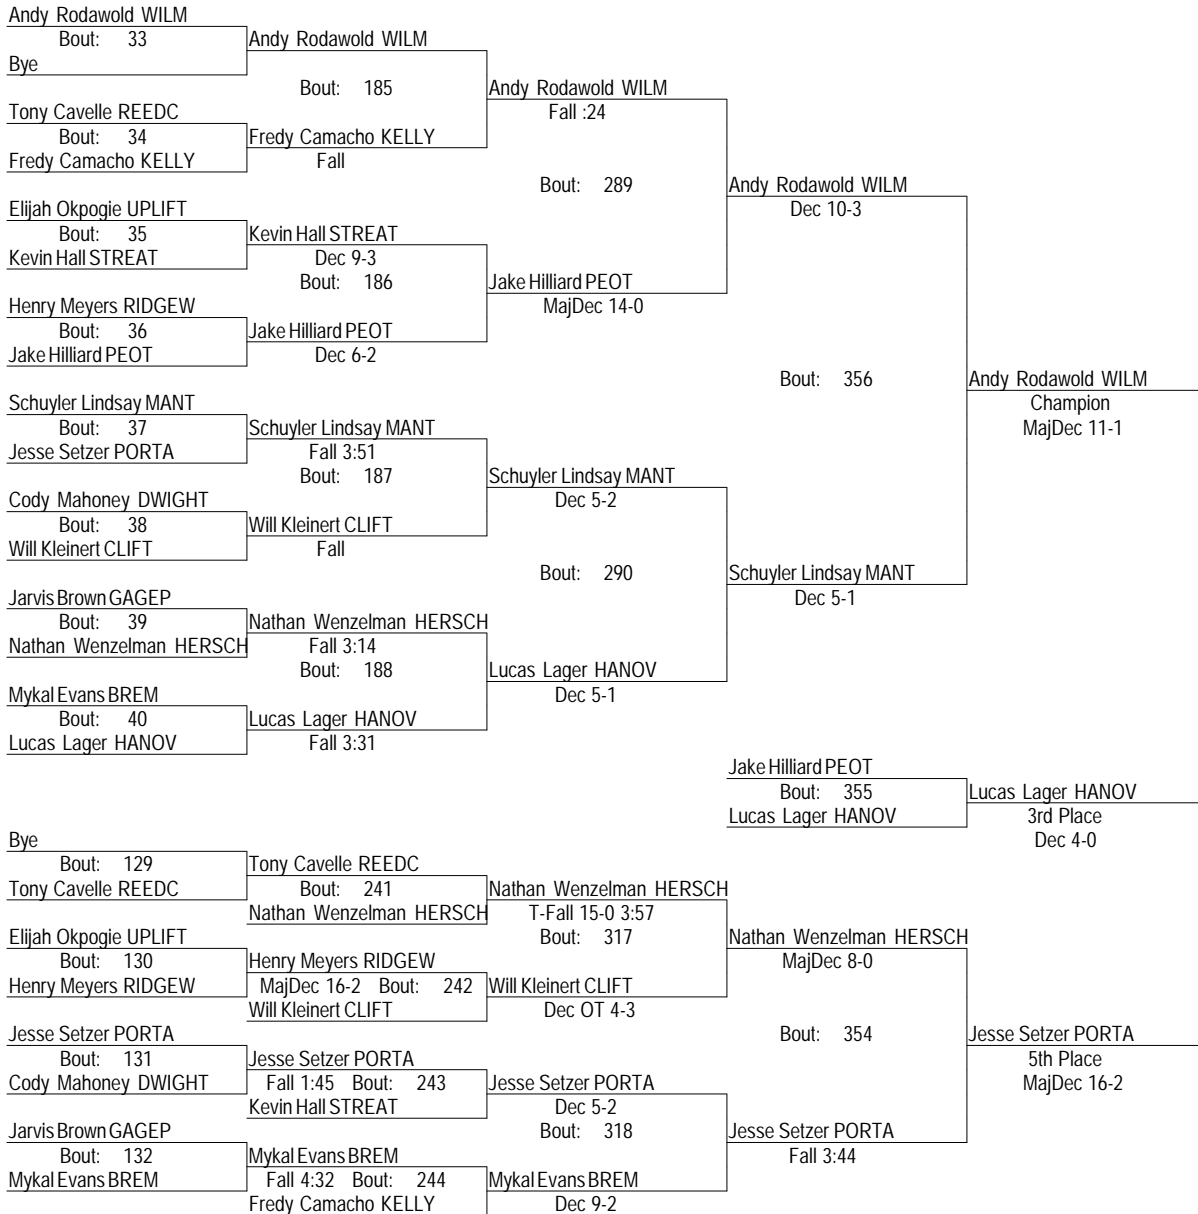 Andy Rodawold WILM
Bout: 33
Andy Rodawold WILM
Bye
Bout: 185
Andy Rodawold WILM
Tony Cavelle REEDC
Fall :24
Bout: 34
Fredy Camacho KELLY
Fredy Camacho KELLY
Fall
Bout: 289
Andy Rodawold WILM
Elijah Okpogie UPLIFT
Dec 10-3
Bout: 35
Kevin Hall STREAT
Kevin Hall STREAT
Dec 9-3
Bout: 186
Jake Hilliard PEOT
Henry Meyers RIDGEW
MajDec 14-0
Bout: 36
Jake Hilliard PEOT
Jake Hilliard PEOT
Dec 6-2
Bout: 356
Andy Rodawold WILM
Schuyler Lindsay MANT
Champion
Bout: 37
Schuyler Lindsay MANT
MajDec 11-1
Jesse Setzer PORTA
Fall 3:51
Bout: 187
Schuyler Lindsay MANT
Cody Mahoney DWIGHT
Dec 5-2
Bout: 38
Will Kleinert CLIFT
Will Kleinert CLIFT
Fall
Bout: 290
Schuyler Lindsay MANT
Jarvis Brown GAGEP
Dec 5-1
Bout: 39
Nathan Wenzelman HERSCH
Nathan Wenzelman HERSCH
Fall 3:14
Bout: 188
Lucas Lager HANOV
Mykal Evans BREM
Dec 5-1
Bout: 40
Lucas Lager HANOV
Lucas Lager HANOV
Fall 3:31
Jake Hilliard PEOT
Bout: 355
Lucas Lager HANOV
Lucas Lager HANOV
3rd Place
Dec 4-0
Bye
Bout: 129
Tony Cavelle REEDC
Tony Cavelle REEDC
Bout: 241
Nathan Wenzelman HERSCH
Nathan Wenzelman HERSCH
T-Fall 15-0 3:57
Elijah Okpogie UPLIFT
Bout: 317
Nathan Wenzelman HERSCH
Bout: 130
Henry Meyers RIDGEW
MajDec 8-0
Henry Meyers RIDGEW
MajDec 16-2 Bout: 242
Will Kleinert CLIFT
Will Kleinert CLIFT
Dec OT 4-3
Jesse Setzer PORTA
Bout: 354
Jesse Setzer PORTA
Bout: 131
Jesse Setzer PORTA
5th Place
Cody Mahoney DWIGHT
Fall 1:45 Bout: 243
Jesse Setzer PORTA
MajDec 16-2
Kevin Hall STREAT
Dec 5-2
Jarvis Brown GAGEP
Bout: 318
Jesse Setzer PORTA
Bout: 132
Mykal Evans BREM
Fall 3:44
Mykal Evans BREM
Fall 4:32 Bout: 244
Mykal Evans BREM
Fredy Camacho KELLY
Dec 9-2